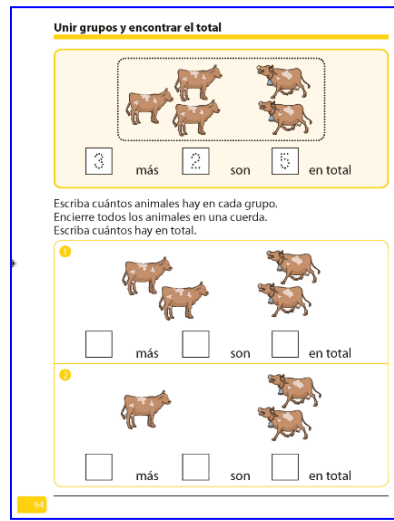 Unir grupos y encontrar el total
3 más 2 son 5 en total
Escriba cuántos animales hay en cada grupo.
Encierre todos los animales en una cuerda.
Escriba cuántos hay en total.
1
más son en total
2
más son en total
64